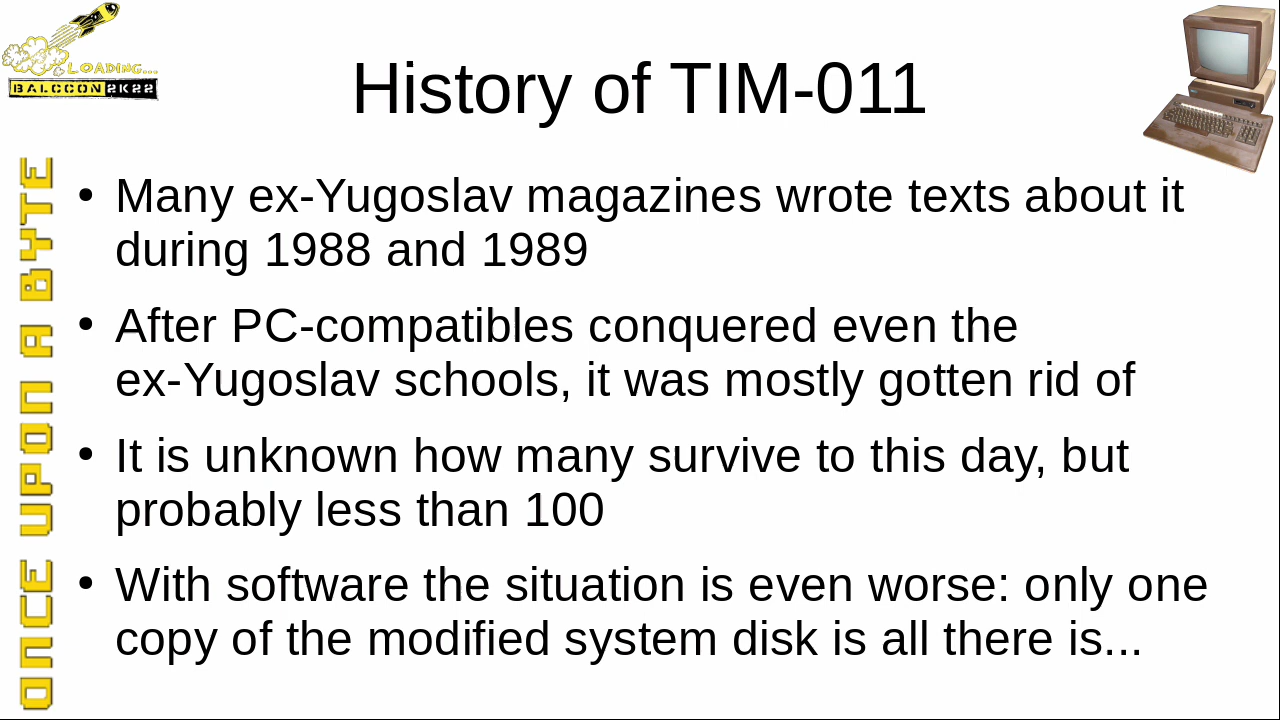 LOADING...
BALCCON2K22
History of TIM-011
ONCE UPON A BYTE
• Many ex-Yugoslav magazines wrote texts about it
during 1988 and 1989
• After PC-compatibles conquered even the
ex-Yugoslav schools, it was mostly gotten rid of
• It is unknown how many survive to this day, but
probably less than 100
• With software the situation is even worse: only one
copy of the modified system disk is all there is...